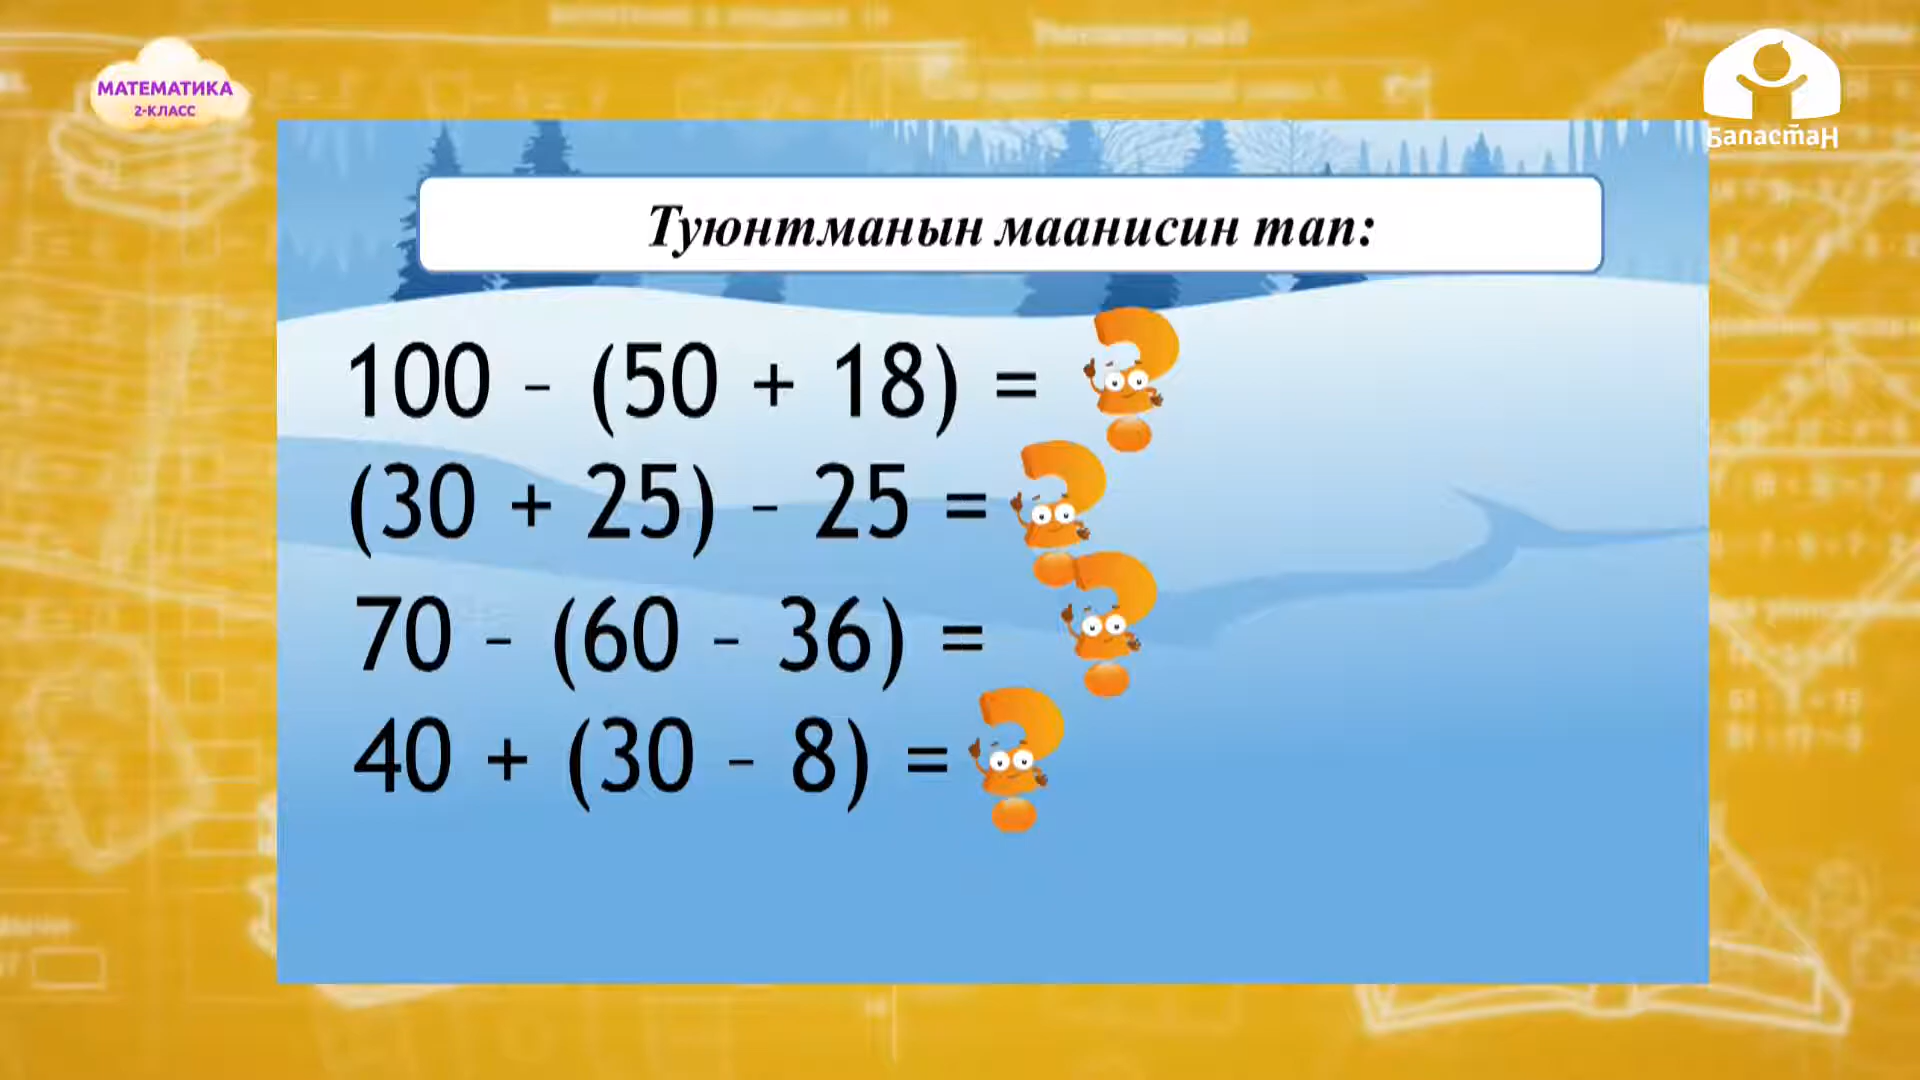 МАТЕМАТИКА
2-КЛАСС
БаластаН
Туюнтманын маанисин тап:
100 - (50 + 18) =
(30 + 25) - 25 =
70 - (60 - 36) =
40 + (30 - 8) =